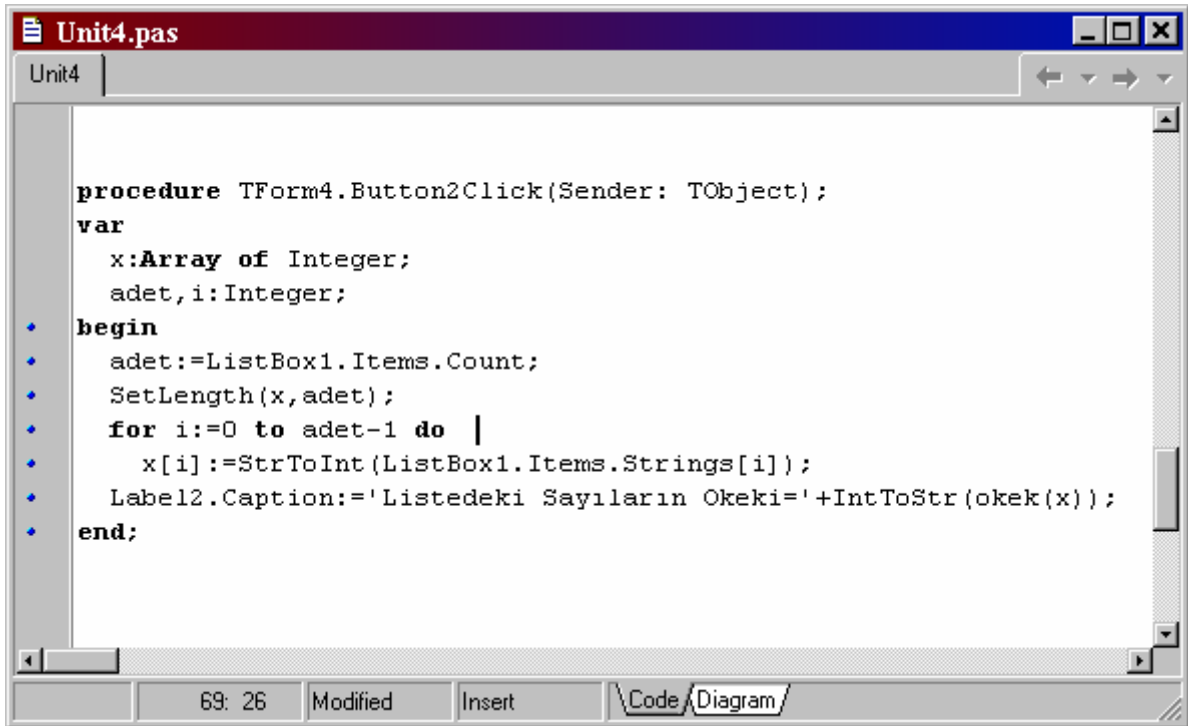 Unit4.pas
Unit4
procedure TForm4.Button2Click(Sender: TObject);
var
x:Array of Integer;
adet,i:Integer;
begin
adet:=ListBox1.Items.Count;
SetLength(x,adet);
for i:=0 to adet-1 do
x[i]:=StrToInt(ListBox1.Items.Strings[i]);
Label2.Caption:='Listedeki Sayıların Okeki='+IntToStr(okek(x));
end;
69: 26 Modified Insert Code Diagram